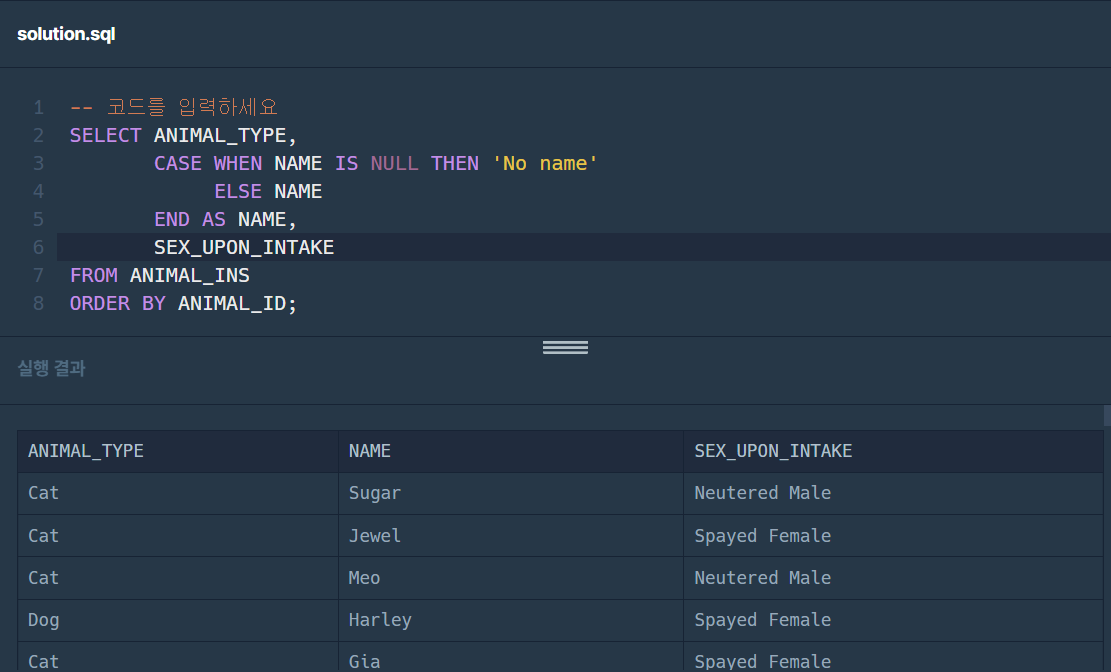 solution.sql
1 -- 코드를 입력하세요
2 SELECT ANIMAL_TYPE,
3 CASE WHEN NAME IS NULL THEN 'No name'
4 ELSE NAME
5 END AS NAME,
6 SEX_UPON_INTAKE
7 FROM ANIMAL_INS
8 ORDER BY ANIMAL_ID;
실행 결과
ANIMAL_TYPE NAME SEX_UPON_INTAKE
Cat Sugar Neutered Male
Cat Jewel Spayed Female
Cat Meo Neutered Male
Dog Harley Spayed Female
Cat Gia Spayed Female